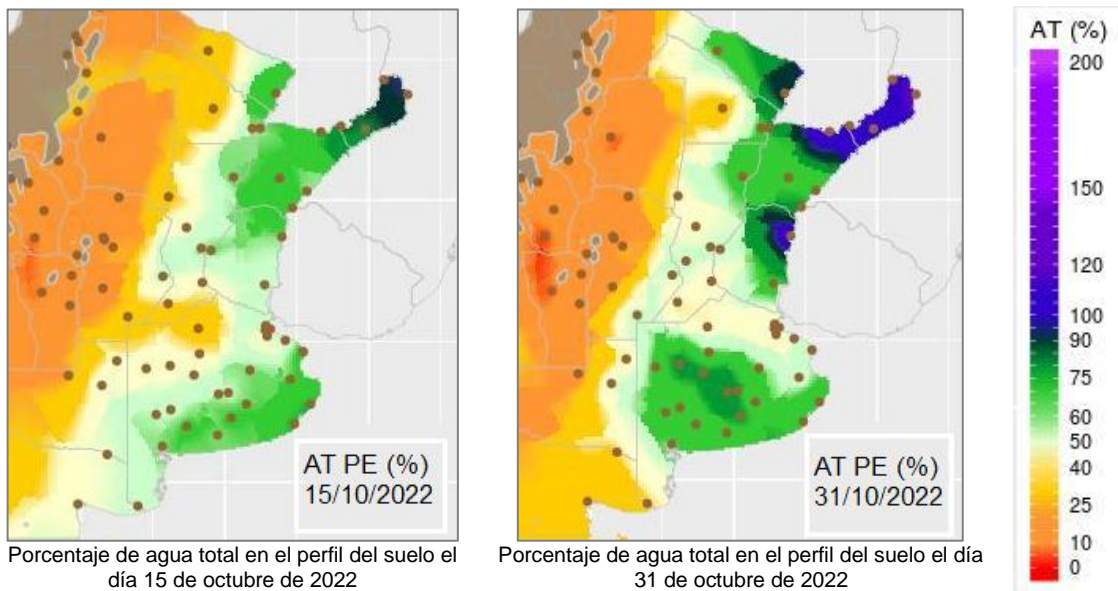 AT PE (%)
15/10/2022
Porcentaje de agua total en el perfil del suelo el
día 15 de octubre de 2022
AT PE (%)
31/10/2022
Porcentaje de agua total en el perfil del suelo el día
31 de octubre de 2022
AT (%)
200
150
120
100
90
75
60
50
40
25
10
0